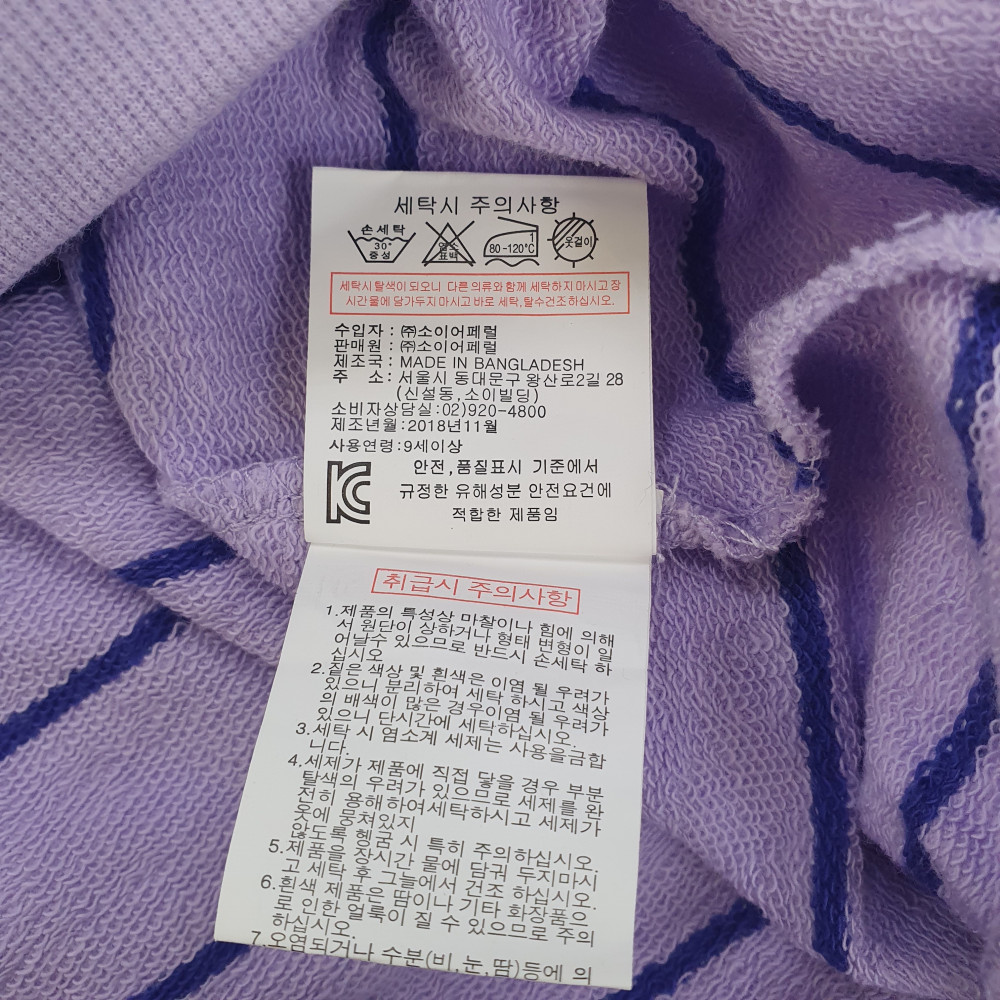 세탁시 주의사항
손세탁
30°
중성
염소
표백
1
80-120℃
옷걸이
세탁시 탈색이 되오니 다른 의류와 함께 세탁하지 마시고 장
시간 물에 담가두지 마시고 바로 세탁,탈수건조하십시오.
수입자 : ㈜소이어페럴
판매원 : ㈜소이어페럴
제조국 : MADE IN BANGLADESH
주 소: 서울시 동대문구 왕산로2길 28
(신설동,소이빌딩)
소비자상담실:02)920-4800
제조년월:2018년11월
사용연령:9세이상
안전,품질표시 기준에서
규정한 유해성분 안전요건에
적합한 제품임
취급시 주의사항
1.제품의 특성상 마찰이나 힘에 의해
서 원단이 상하거나 형태 변형이 일
어날수 있으므로 반드시 손세탁 하
십시오
2.짙은 색상 및 흰색은 이염 될 우려가
있으니 분리하여 세탁 하시고 색상
의 배색이 많은 경우이염 될 우려가
있으니 단시간에 세탁하십시오.
3.세탁 시 염소계 세제는 사용을금합
니다.
4.세제가 제품에 직접 닿을 경우 부분
탈색의 우려가 있으므로 세제를 완
전히 용해하여세탁하시고 세제가
옷에 뭉쳐있지
않도록 헹굼 시 특히 주의하십시오.
5.제품을 장시간 물에 담궈 두지마시
고 세탁 후 그늘에서 건조 하십시오.
6.흰색 제품은 땀이나 기타 화장품으
로 인한 얼룩이 질 수 있으므로 주의
하십시오.
7.오염되거나 수분(비,눈,땀)등에 의